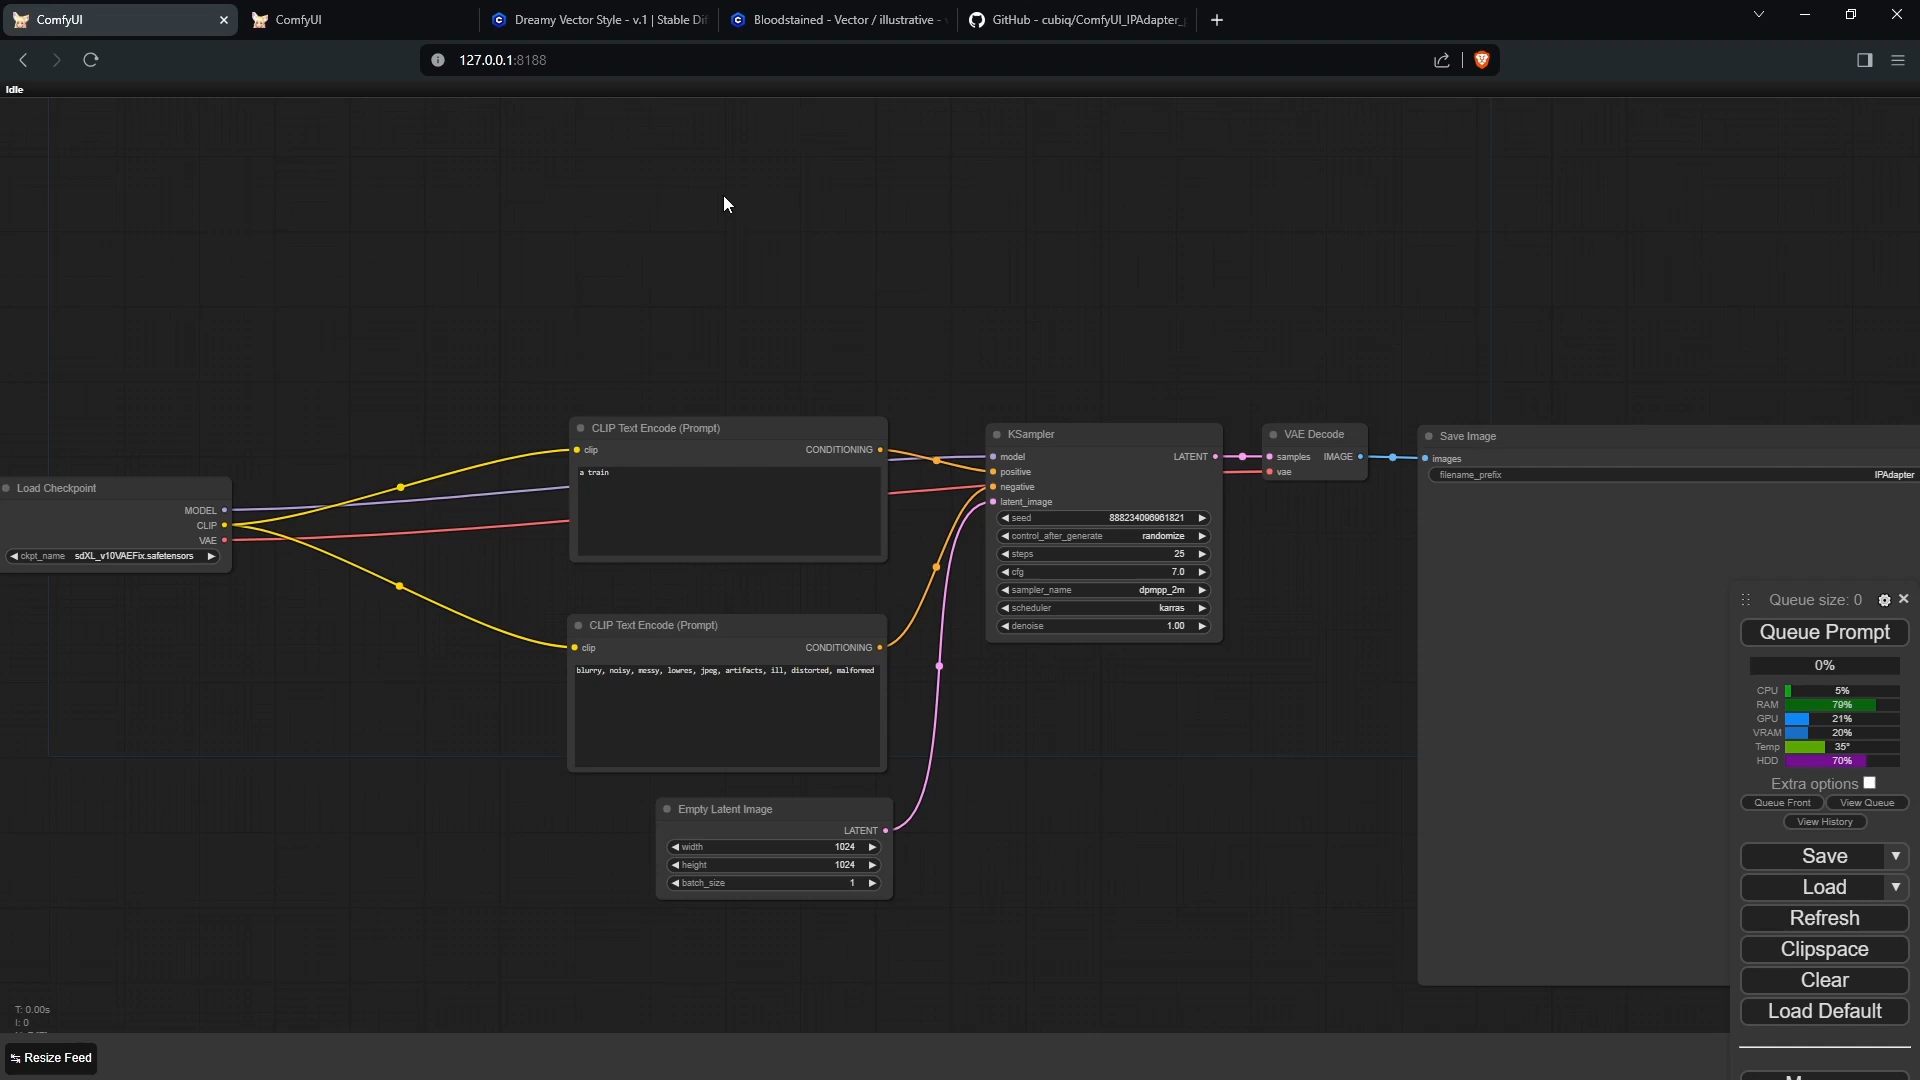 ComfyUI
ComfyUI
Dreamy Vector Style - v.1 | Stable Dif
Bloodstained - Vector / illustrative -
GitHub - cubiq/ComfyUI_IPAdapter_
127.0.0.1:8188
Idle
Load Checkpoint
MODEL
CLIP
VAE
ckpt_name sdXL_v10VAEFix.safetensors
CLIP Text Encode (Prompt)
clip CONDITIONING
a train
CLIP Text Encode (Prompt)
clip CONDITIONING
blurry, noisy, messy, lowres, jpeg, artifacts, ill, distorted, malformed
Empty Latent Image
LATENT
width 1024
height 1024
batch_size 1
KSampler
model LATENT
positive
negative
latent_image
seed 888234096961821
control_after_generate randomize
steps 25
cfg 7.0
sampler_name dpmpp_2m
scheduler karras
denoise 1.00
VAE Decode
samples IMAGE
vae
Save Image
images
filename_prefix IPAdapter
Queue size: 0
Queue Prompt
0%
CPU 5%
RAM 79%
GPU 21%
VRAM 20%
Temp 35°
HDD 70%
Extra options
Queue Front View Queue
View History
Save
Load
Refresh
Clipspace
Clear
Load Default
T: 0.00s
I: 0
Resize Feed